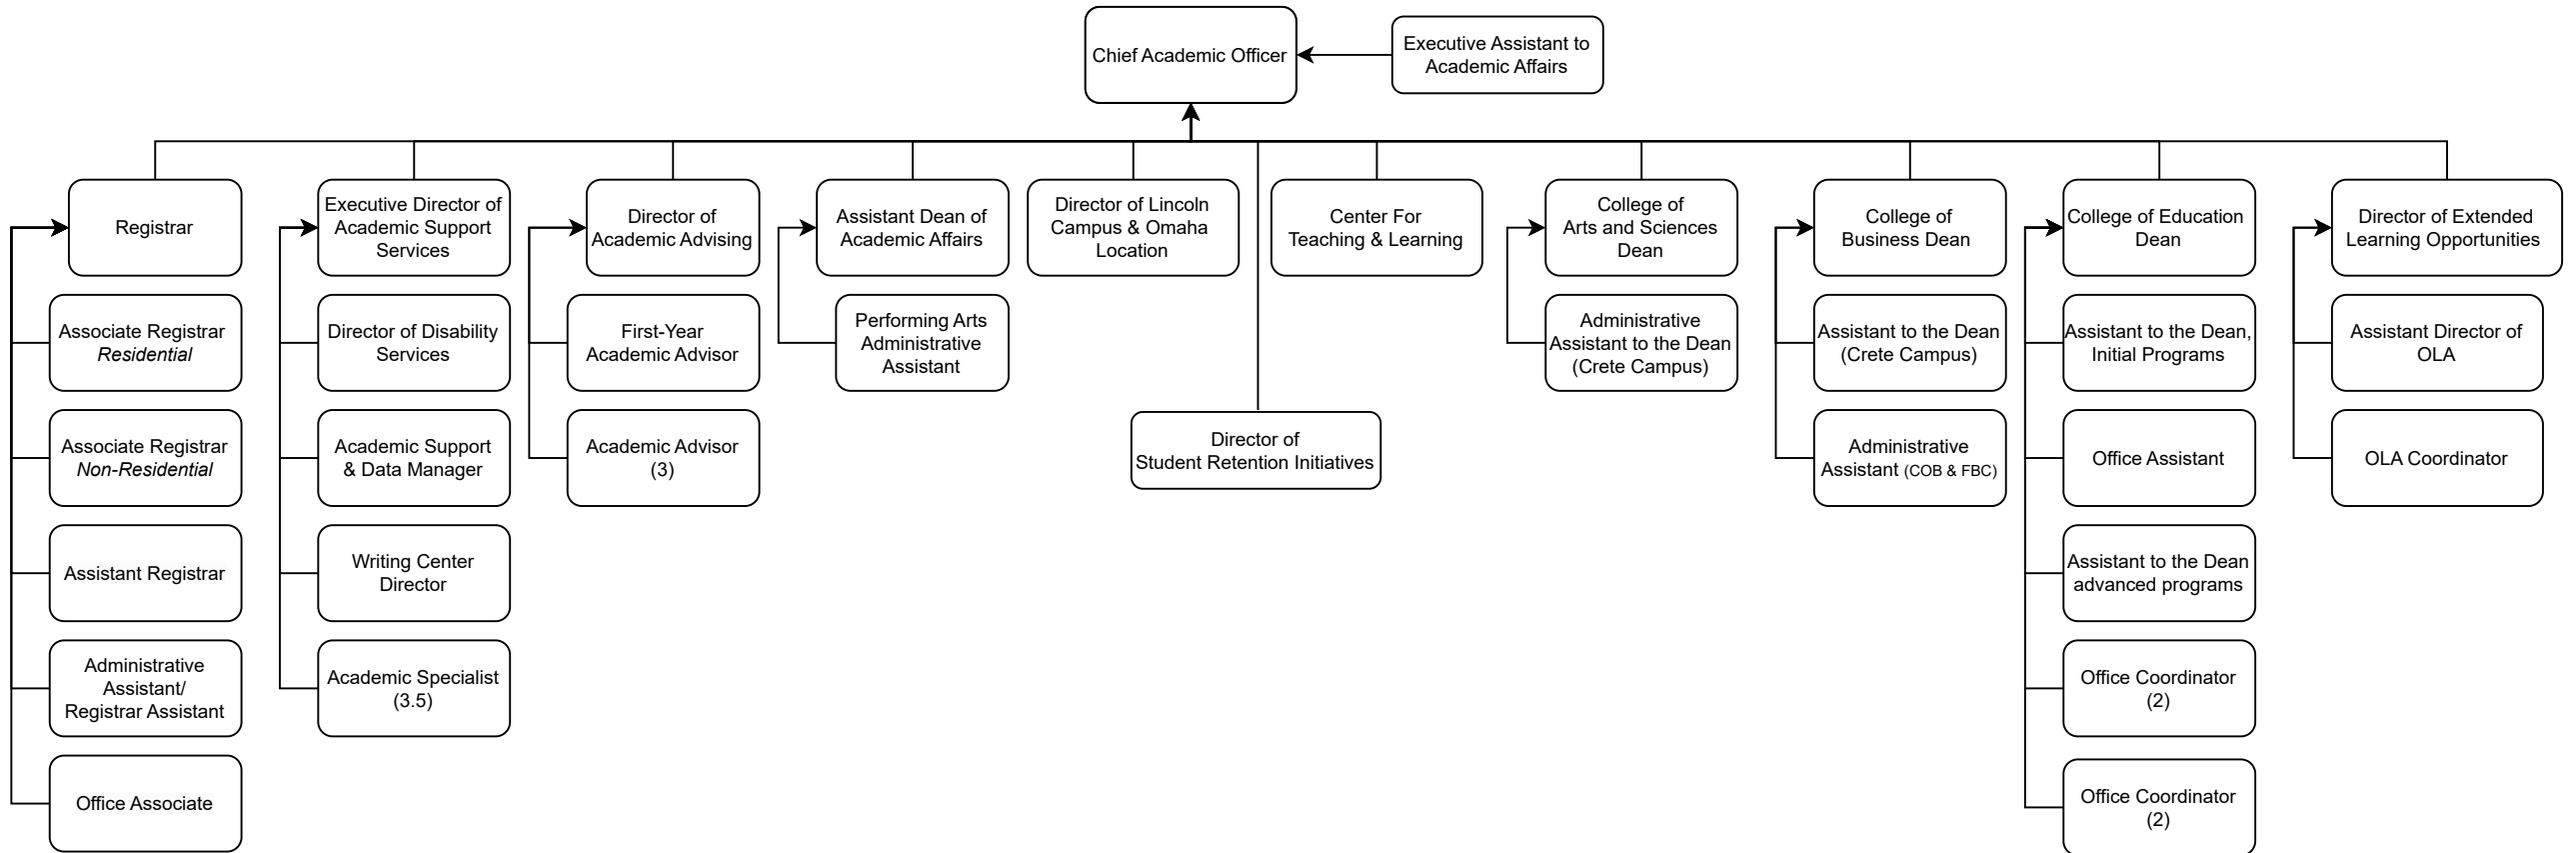 Chief Academic Officer
Executive Assistant to
Academic Affairs
Registrar
Executive Director of
Academic Support
Services
Director of
Academic Advising
Assistant Dean of
Academic Affairs
Director of Lincoln
Campus & Omaha
Location
Center For
Teaching & Learning
College of
Arts and Sciences
Dean
College of
Business Dean
College of Education
Dean
Director of Extended
Learning Opportunities
Associate Registrar
Residential
Director of Disability
Services
First-Year
Academic Advisor
Performing Arts
Administrative
Assistant
Administrative
Assistant to the Dean
(Crete Campus)
Assistant to the Dean
(Crete Campus)
Assistant to the Dean,
Initial Programs
Assistant Director of
OLA
Associate Registrar
Non-Residential
Academic Support
& Data Manager
Academic Advisor
(3)
Director of
Student Retention Initiatives
Administrative
Assistant (COB & FBC)
Office Assistant
OLA Coordinator
Assistant Registrar
Writing Center
Director
Assistant to the Dean
advanced programs
Administrative
Assistant/
Registrar Assistant
Academic Specialist
(3.5)
Office Coordinator
(2)
Office Associate
Office Coordinator
(2)